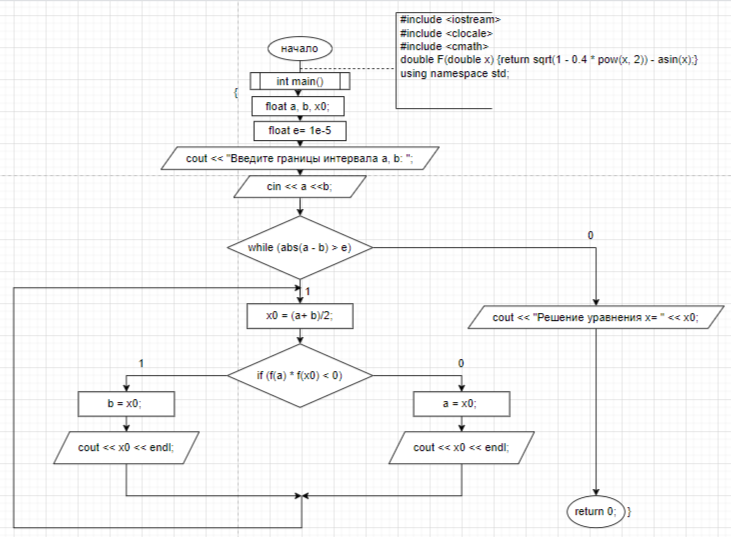 #include <iostream>
#include <clocale>
#include <cmath>
double F(double x) {return sqrt(1 - 0.4 * pow(x, 2)) - asin(x);}
using namespace std;
начало
int main()
{
float a, b, x0;
float e= 1e-5
cout << "Введите границы интервала a, b: ";
cin << a <<b;
while (abs(a - b) > e)
0
1
x0 = (a+ b)/2;
cout << "Решение уравнения x= " << x0;
if (f(a) * f(x0) < 0)
1
0
b = x0;
a = x0;
cout << x0 << endl;
cout << x0 << endl;
return 0;
}